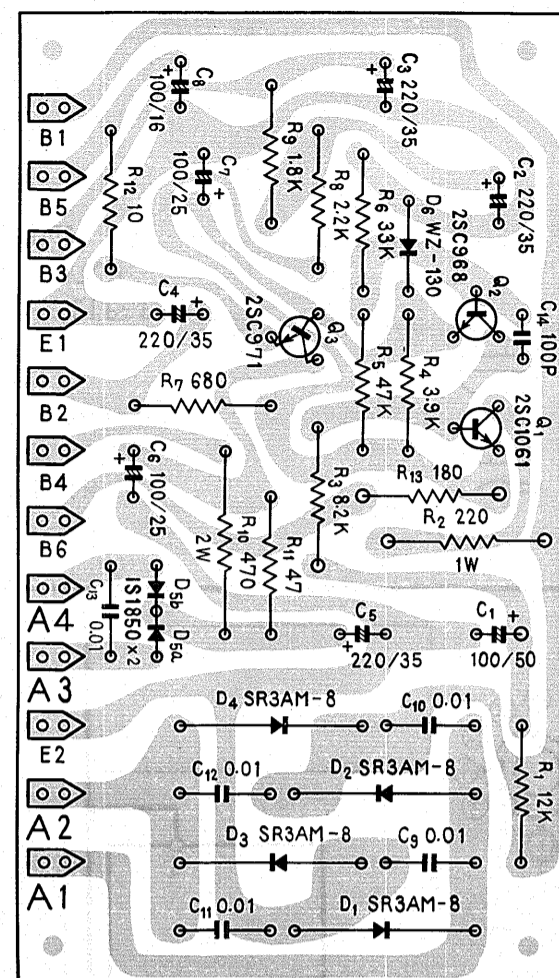 C8
100/16
C3 220/35
B1
R9 1.8K
C7
100/25
C2 220/35
B5
R12 10
R8 2.2K
R6 33K
D6 WZ-130
2SC968
Q2
B3
C4
220/35
E1
2SC971
Q3
C14 100P
R5 47K
R4 3.9K
B2
R7 680
Q1
2SC1061
B4
C6 100/25
R3 8.2K
R13 180
R2 220
1W
B6
R10 470
2W
R11 47
A4
C13
0.01
IS1850×2
D5b
D5a
C5
220/35
C1
100/50
A3
D4 SR3AM-8
C10 0.01
E2
C12 0.01
D2 SR3AM-8
R1 12K
A2
D3 SR3AM-8
C9 0.01
A1
C11 0.01
D1 SR3AM-8